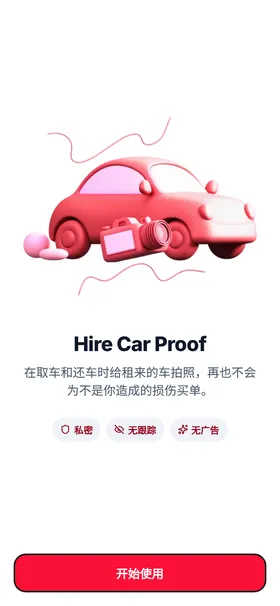 Hire Car Proof
在取车和还车时给租来的车拍照，再也不会
为不是你造成的损伤买单。
私密
无跟踪
无广告
开始使用